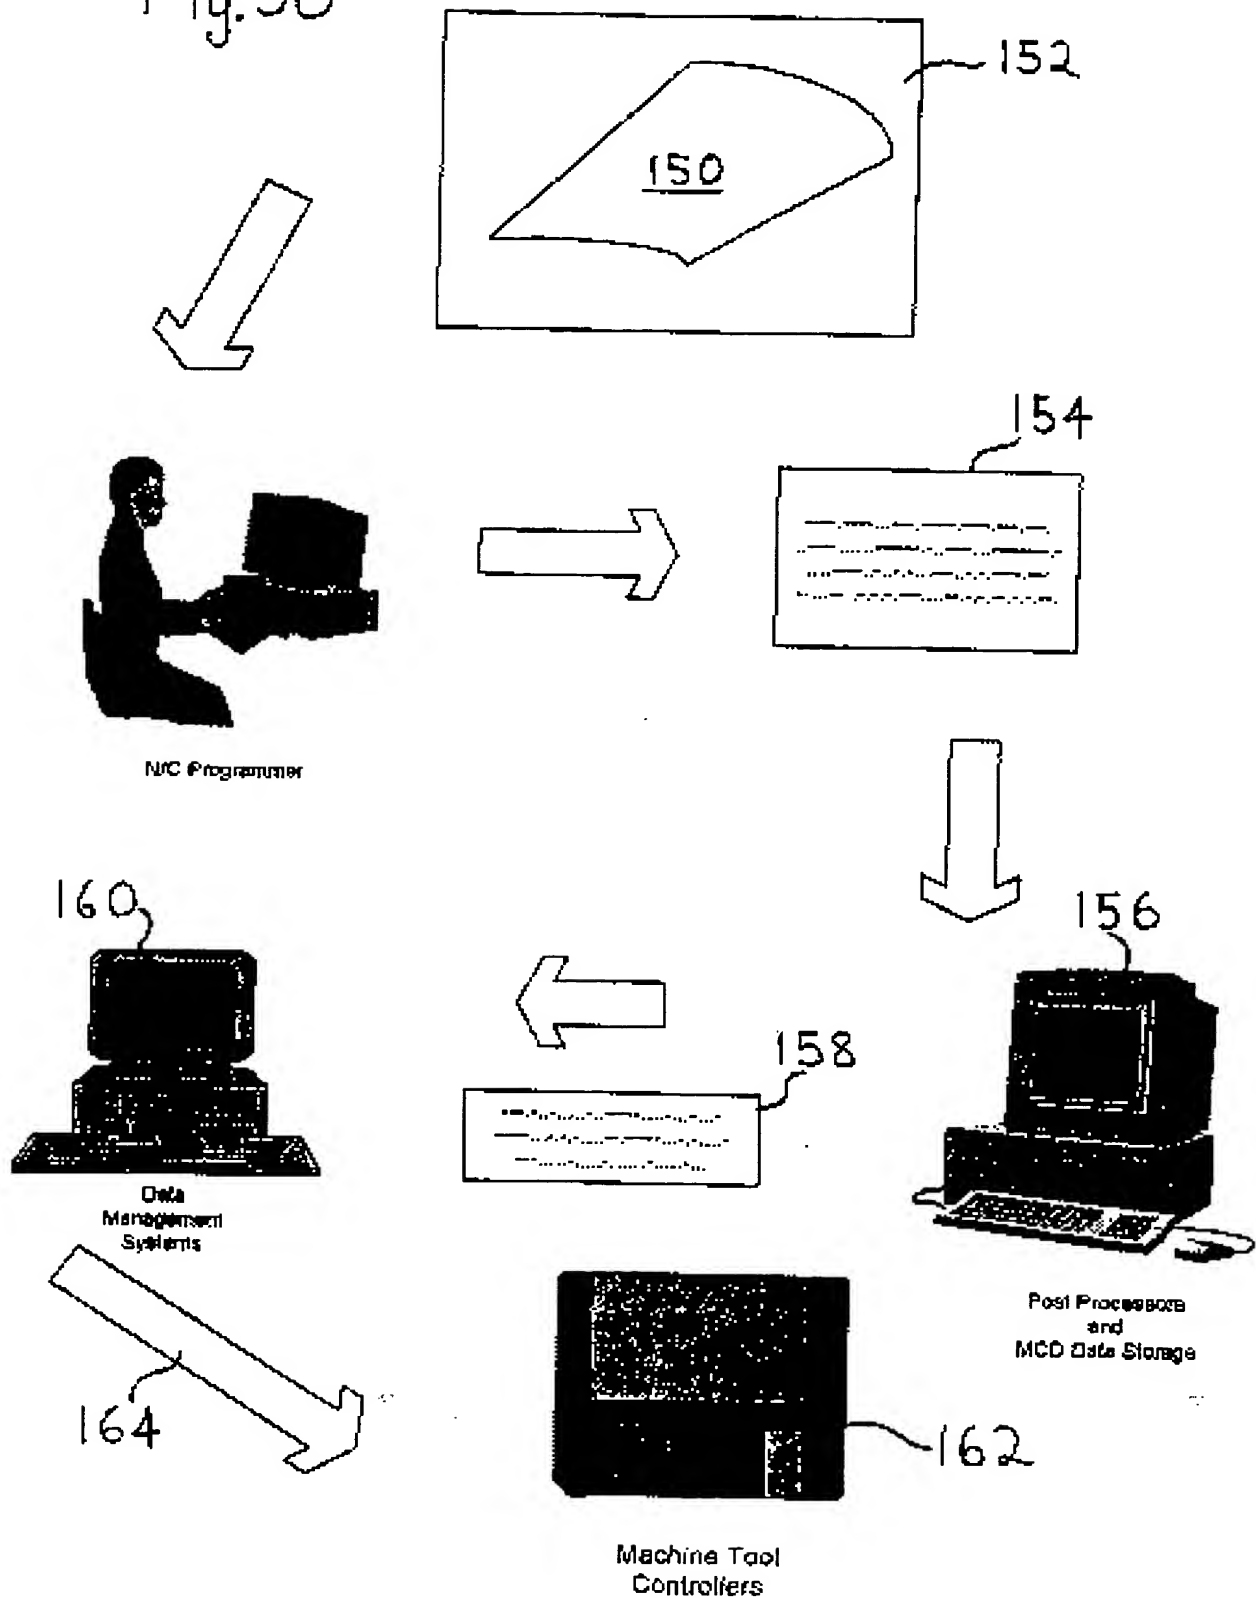 152
150
154
N/C Programmer
160
156
158
Data
Management
Systems
Post Processors
and
MCD Data Storage
164
162
Machine Tool
Controllers